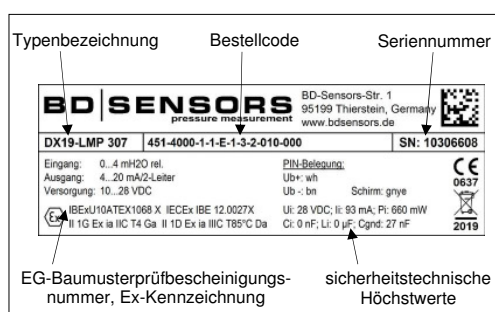 Typenbezeichnung Bestellcode Seriennummer
BD SENSORS
pressure measurement
BD-Sensors-Str. 1
95199 Thierstein, Germany
www.bdsensors.de
DX19-LMP 307 451-4000-1-1-E-1-3-2-010-000 SN: 10306608
Eingang: 0...4 mH2O rel.
Ausgang: 4...20 mA/2-Leiter
Versorgung: 10...28 VDC
PIN-Belegung:
Ub+: wh
Ub -: bn Schirm: gnye
CE
0637
Ex IBExU10ATEX1068 X IECEx IBE 12.0027X
II 1G Ex ia IIC T4 Ga II 1D Ex ia IIIC T85°C Da
Ui: 28 VDC; Ii: 93 mA; Pi: 660 mW
Ci: 0 nF; Li: 0 µF; Cgnd: 27 nF
2019
EG-Baumusterprüfbescheinigungs-
nummer, Ex-Kennzeichnung
sicherheitstechnische
Höchstwerte